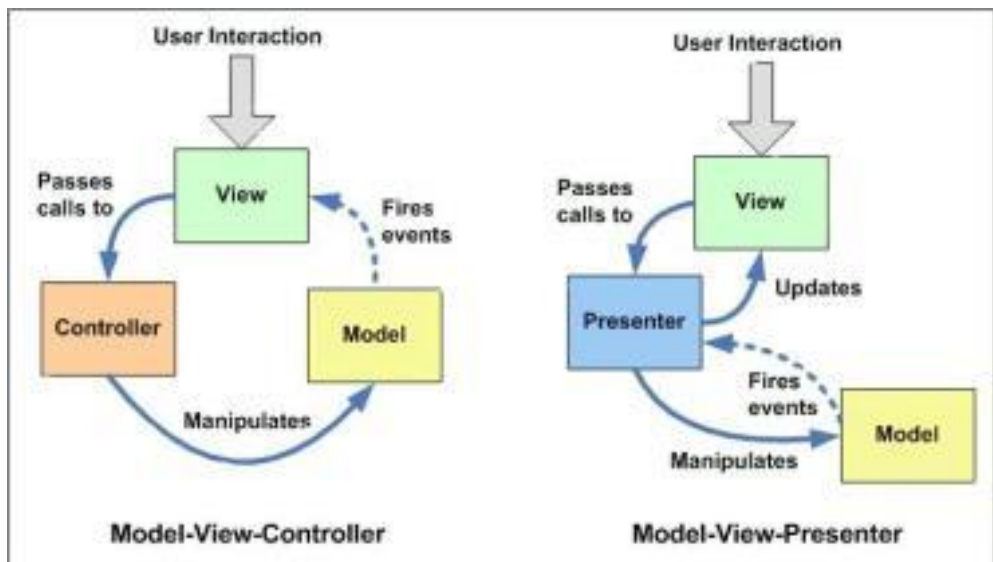 User Interaction
View
Passes
calls to
Fires
events
Controller
Model
Manipulates
Model-View-Controller
User Interaction
View
Passes
calls to
Updates
Presenter
Fires
events
Model
Manipulates
Model-View-Presenter